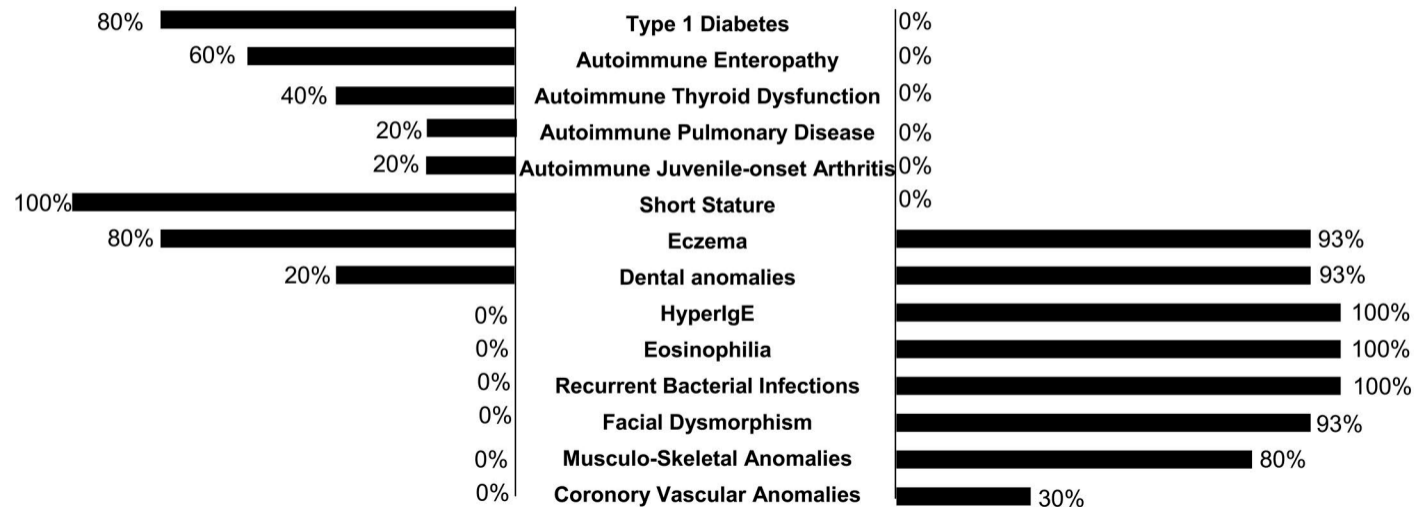 80% Type 1 Diabetes 0%
60% Autoimmune Enteropathy 0%
40% Autoimmune Thyroid Dysfunction 0%
20% Autoimmune Pulmonary Disease 0%
20% Autoimmune Juvenile-onset Arthritis 0%
100% Short Stature 0%
80% Eczema 93%
20% Dental anomalies 93%
0% HyperIgE 100%
0% Eosinophilia 100%
0% Recurrent Bacterial Infections 100%
0% Facial Dysmorphism 93%
0% Musculo-Skeletal Anomalies 80%
0% Coronory Vascular Anomalies 30%